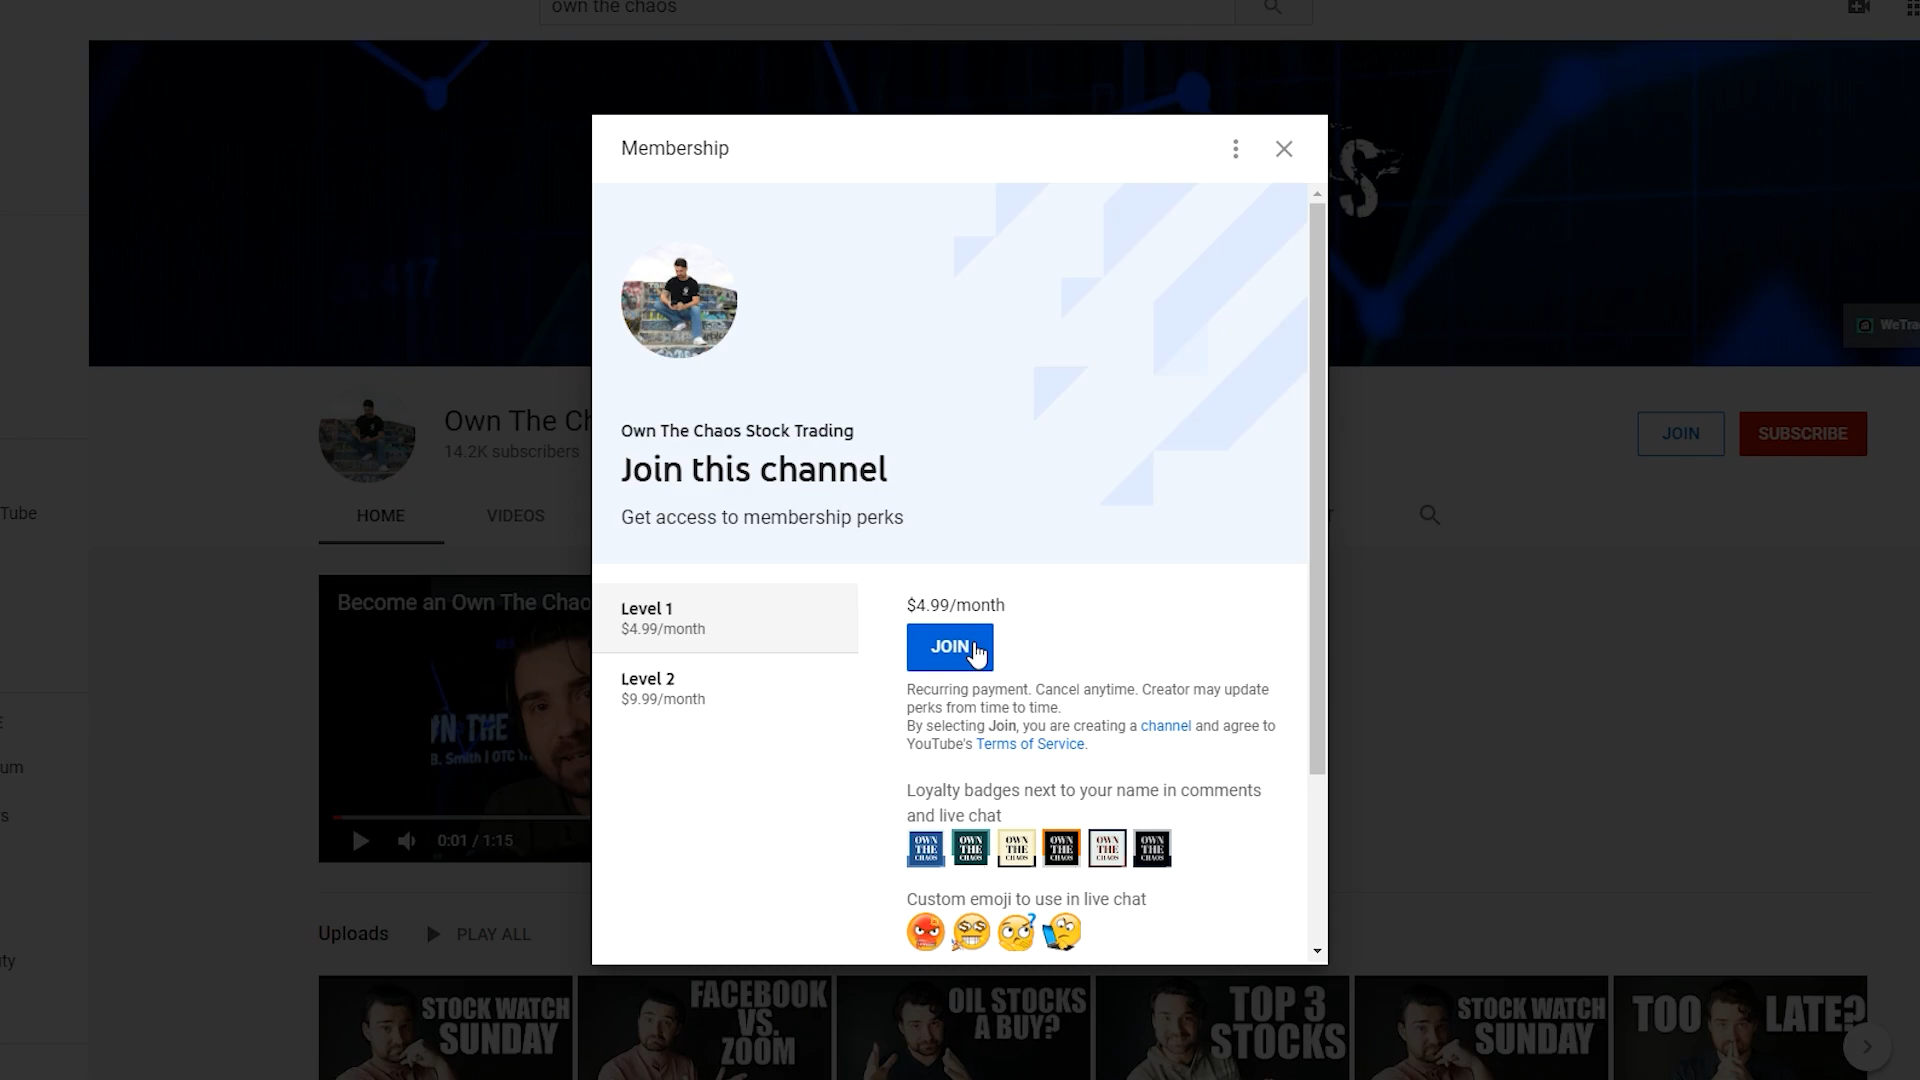 own the chaos
Membership
S
WeTra
Own The Chaos Stock Trading
Join this channel
Get access to membership perks
Own The Ch
14.2K subscribers
JOIN
SUBSCRIBE
Tube
HOME
VIDEOS
Level 1
$4.99/month
Level 2
$9.99/month
$4.99/month
JOIN
Recurring payment. Cancel anytime. Creator may update
perks from time to time.
By selecting Join, you are creating a channel and agree to
YouTube's Terms of Service.
Loyalty badges next to your name in comments
and live chat
OWN THE CHAOS
OWN THE CHAOS
OWN THE CHAOS
OWN THE CHAOS
OWN THE CHAOS
OWN THE CHAOS
Custom emoji to use in live chat
Become an Own The Chao
N THE
B. Smith | OTC
0:01 / 1:15
um
Uploads
PLAY ALL
ty
STOCK WATCH
SUNDAY
FACEBOOK
VS.
ZOOM
OIL STOCKS
A BUY?
TOP 3
STOCKS
STOCK WATCH
SUNDAY
TOO LATE?